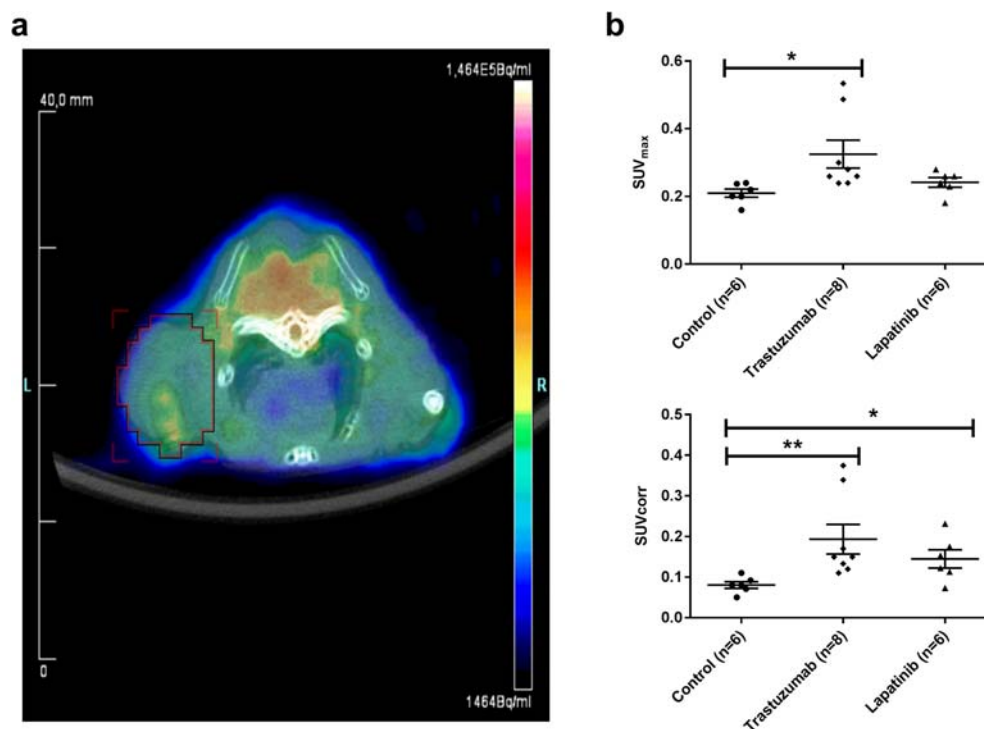 a
1,464E5Bq/ml
40,0 mm
L
R
0
1464Bq/ml
b
*
0.6
0.4
0.2
0.0
SUVmax
Control (n=6)
Trastuzumab (n=8)
Lapatinib (n=6)
*
**
0.5
0.4
0.3
0.2
0.1
0.0
SUVcorr
Control (n=6)
Trastuzumab (n=8)
Lapatinib (n=6)